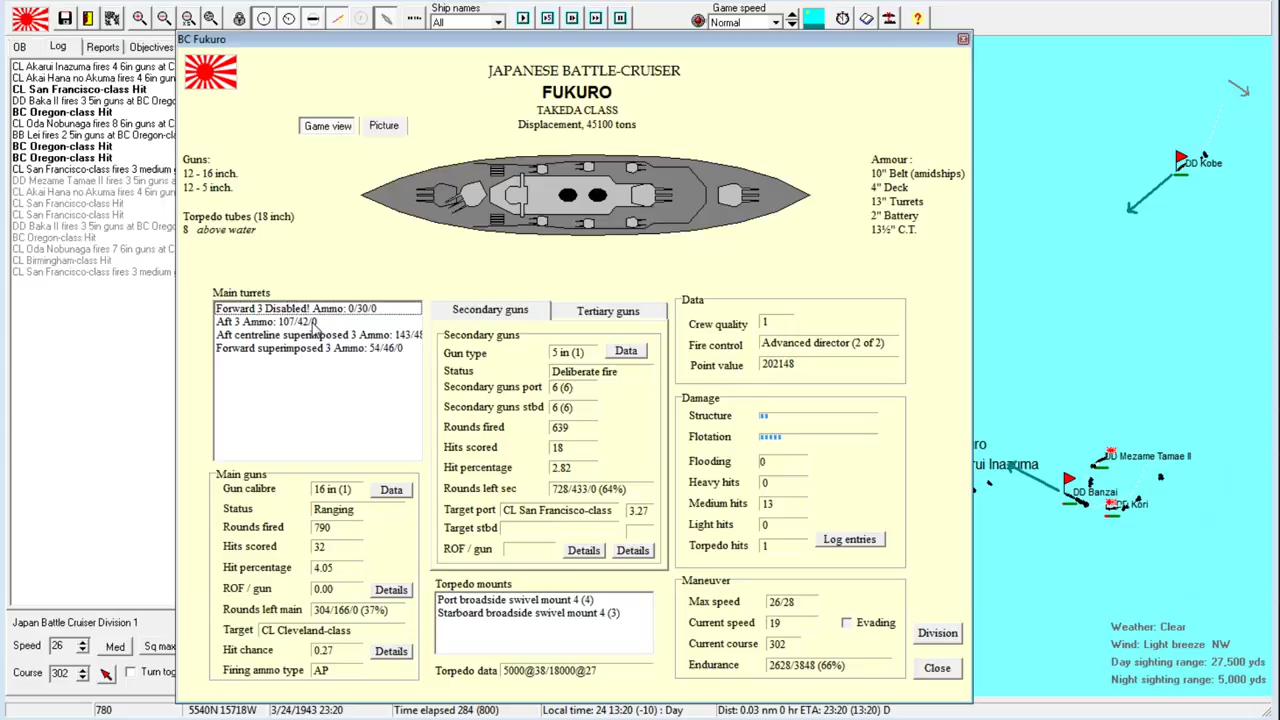 Ship names
All
Game speed
Normal
OB Log Reports Objectives
BC Fukuro
CL Akarui Inazuma fires 4 6in guns at C
CL Akai Hana no Akuma fires 4 6in
CL San Francisco-class Hit
DD Baka II fires 3 5in guns at BC Orego
BC Oregon-class Hit
CL Oda Nobunaga fires 8 6in guns at C
BB Lei fires 2 5in guns at BC Oregon-c
BC Oregon-class Hit
BC Oregon-class Hit
CL San Francisco-class fires 3 medium
DD Mezame Tamae II fires 3 5in guns
CL Akai Hana no Akuma fires 4 6in g
CL San Francisco-class Hit
CL San Francisco-class Hit
DD Baka II fires 3 5in guns at BC Oreg
BC Oregon-class Hit
CL Oda Nobunaga fires 7 6in guns at C
CL Birmingham-class Hit
CL San Francisco-class fires 3 medium g
JAPANESE BATTLE-CRUISER
FUKURO
TAKEDA CLASS
Displacement, 45100 tons
Game view Picture
Guns:
12 - 16 inch.
12 - 5 inch.
Torpedo tubes (18 inch)
8 above water
Armour :
10" Belt (amidships)
4" Deck
13" Turrets
2" Battery
13½" C.T.
Main turrets
Forward 3 Disabled! Ammo: 0/30/0
Aft 3 Ammo: 107/42/0
Aft centreline superimposed 3 Ammo: 143/48
Forward superimposed 3 Ammo: 54/46/0
Main guns
Gun calibre 16 in (1) Data
Status Ranging
Rounds fired 790
Hits scored 32
Hit percentage 4.05
ROF / gun 0.00 Details
Rounds left main 304/166/0 (37%)
Target CL Cleveland-class
Hit chance 0.27 Details
Firing ammo type AP
Secondary guns Tertiary guns
Secondary guns
Gun type 5 in (1) Data
Status Deliberate fire
Secondary guns port 6 (6)
Secondary guns stbd 6 (6)
Rounds fired 639
Hits scored 18
Hit percentage 2.82
Rounds left sec 728/433/0 (64%)
Target port CL San Francisco-class 3.27
Target stbd
ROF / gun Details Details
Torpedo mounts
Port broadside swivel mount 4 (4)
Starboard broadside swivel mount 4 (3)
Torpedo data 5000@38/18000@27
Data
Crew quality 1
Fire control Advanced director (2 of 2)
Point value 202148
Damage
Structure
Flotation
Flooding 0
Heavy hits 0
Medium hits 13
Light hits 0
Torpedo hits 1
Log entries
Maneuver
Max speed 26/28
Current speed 19 Evading
Current course 302
Endurance 2628/3848 (66%)
Division
Close
DD Kobe
ro
rui Inazuma
DD Mezame Tamae II
DD Banzai
DD Kori
Weather: Clear
Wind: Light breeze NW
Day sighting range: 27,500 yds
Night sighting range: 5,000 yds
Japan Battle Cruiser Division 1
Speed 26 Med Sq max
Course 302 Turn tog
780 5540N 15718W 3/24/1943 23:20 Time elapsed 284 (800) Local time: 24 13:20 (-10) : Day Dist: 0.03 nm 0 hr ETA: 23:20 (13:20) D